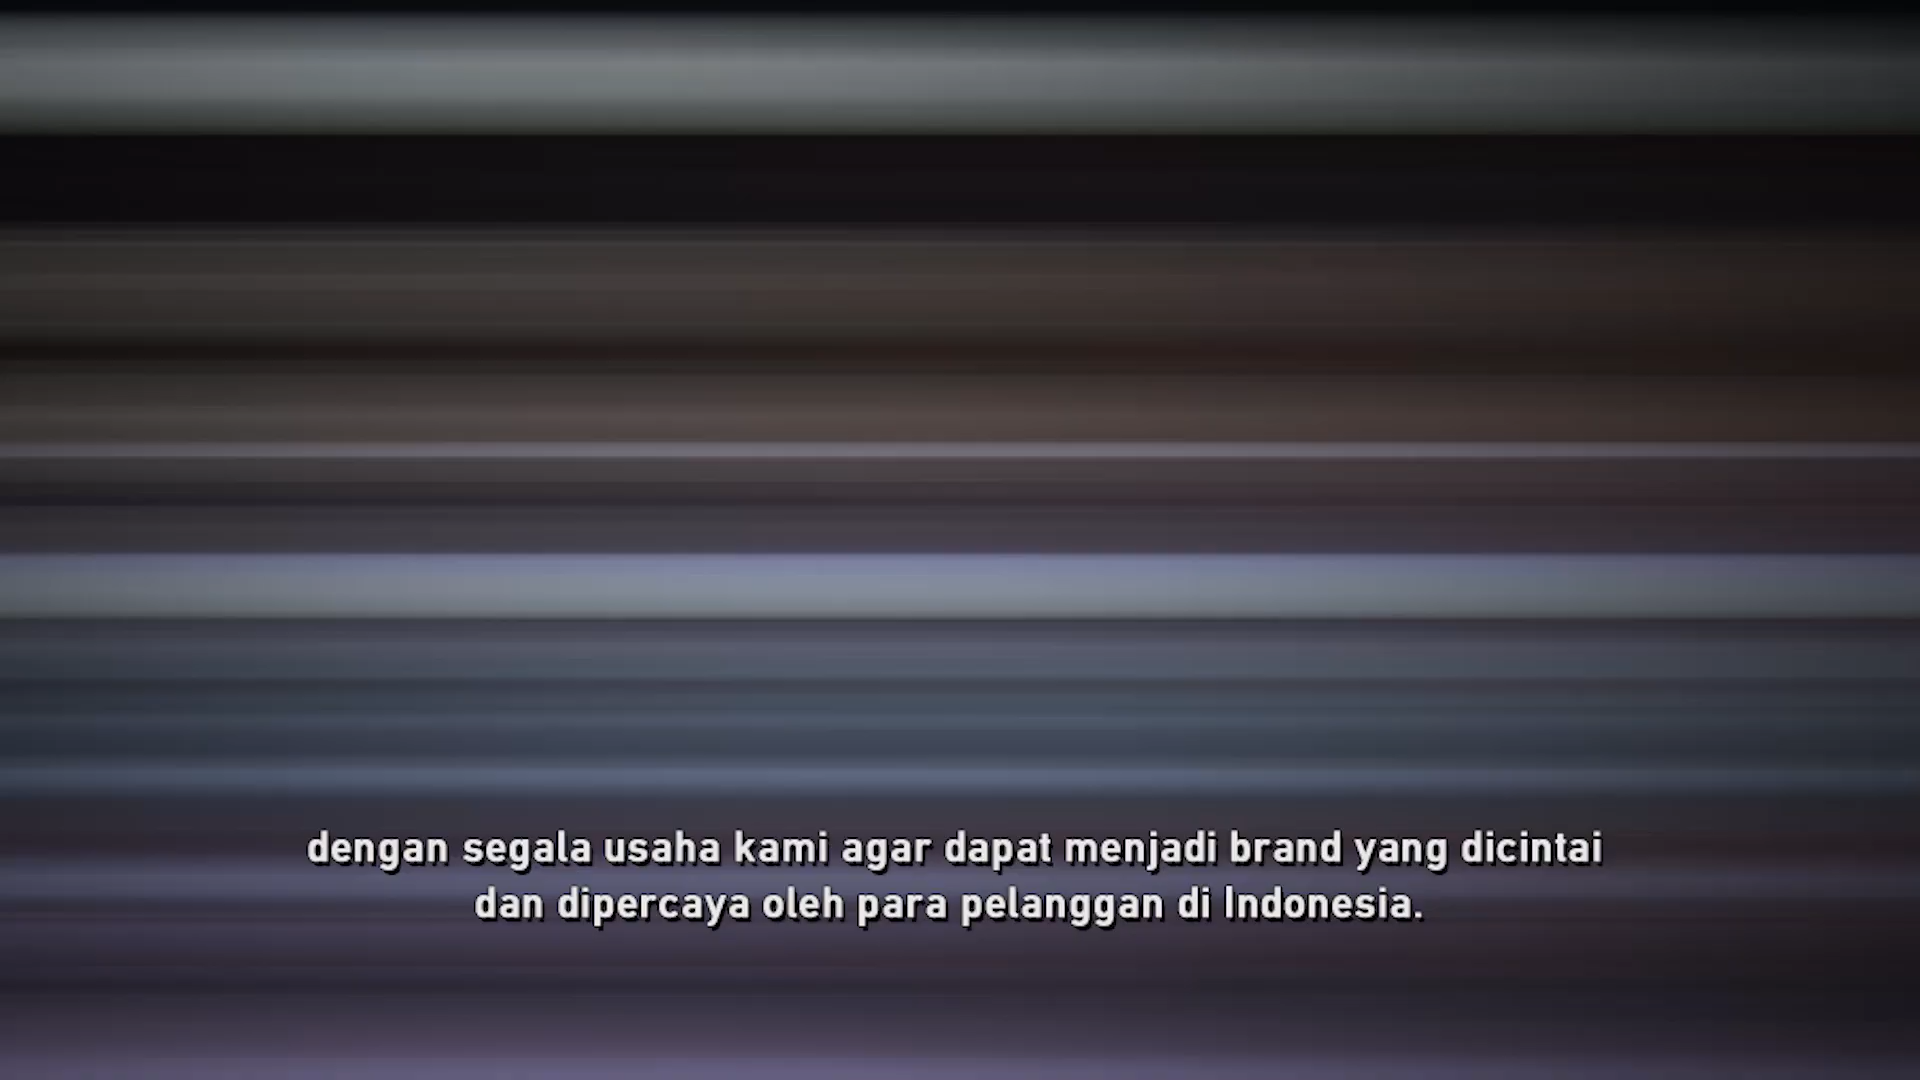 dengan segala usaha kami agar dapat menjadi brand yang dicintai
dan dipercaya oleh para pelanggan di Indonesia.